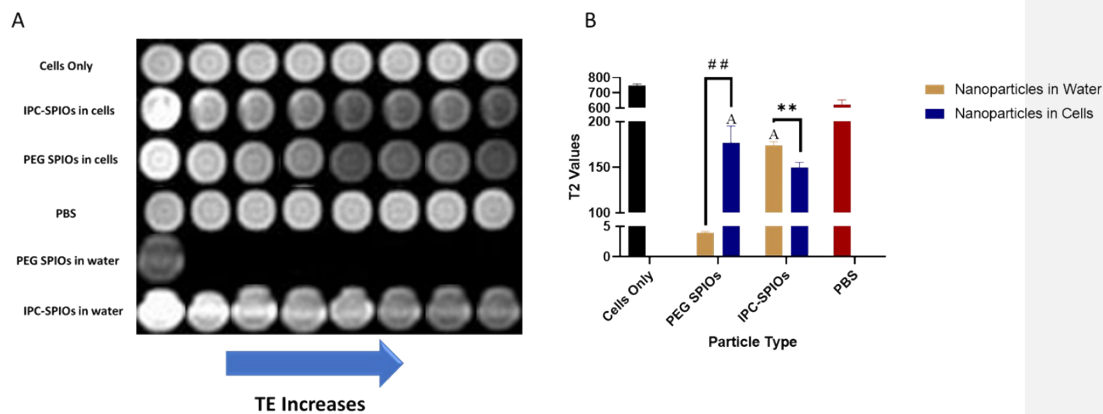 A
Cells Only
IPC-SPIOs in cells
PEG SPIOs in cells
PBS
PEG SPIOs in water
IPC-SPIOs in water
TE Increases
B
T2 Values
800
700
600
200
150
100
5
0
##
A
A
**
Cells Only
PEG SPIOs
IPC-SPIOs
PBS
Particle Type
Nanoparticles in Water
Nanoparticles in Cells